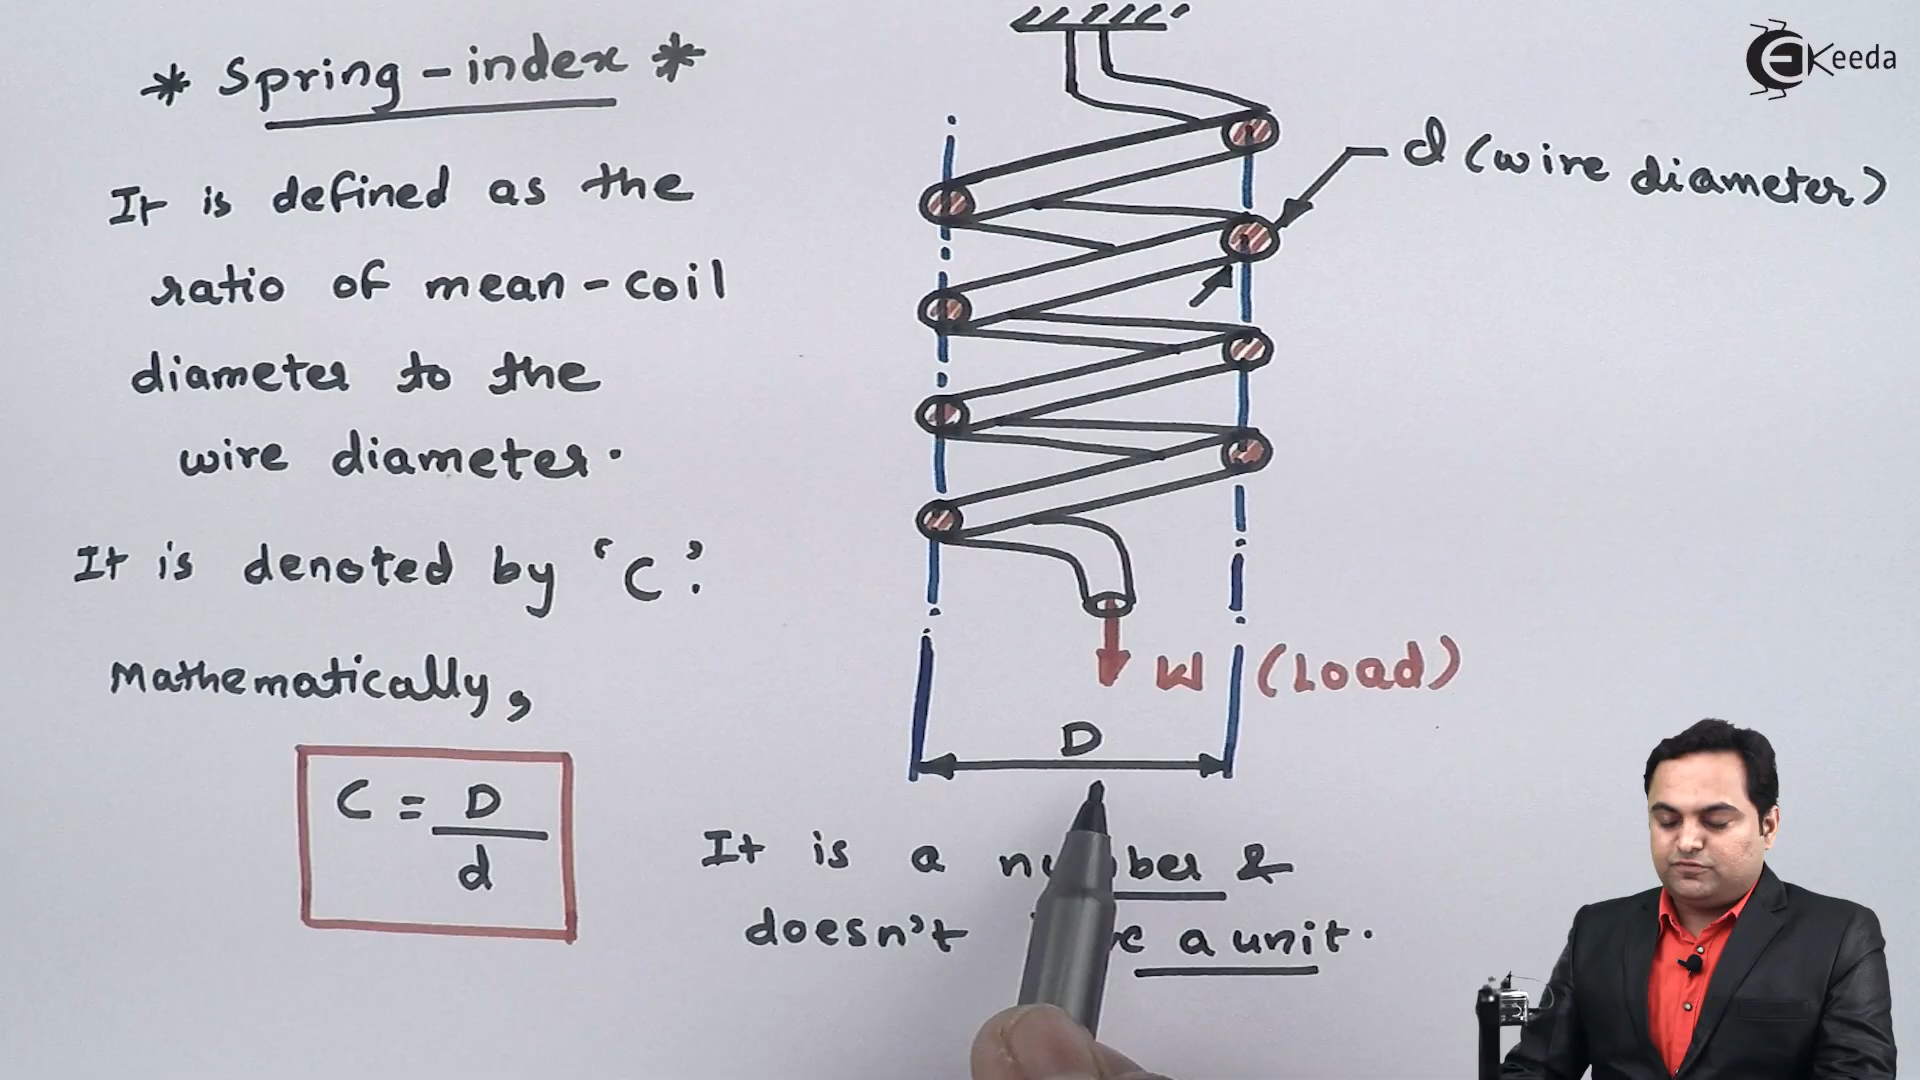 * Spring-index *
It is defined as the
ratio of mean-coil
diameter to the
wire diameter.
It is denoted by 'C'.
Mathematically,
C = D
d
d (wire diameter)
W (Load)
D
It is a number &
doesn't a unit.
Keeda